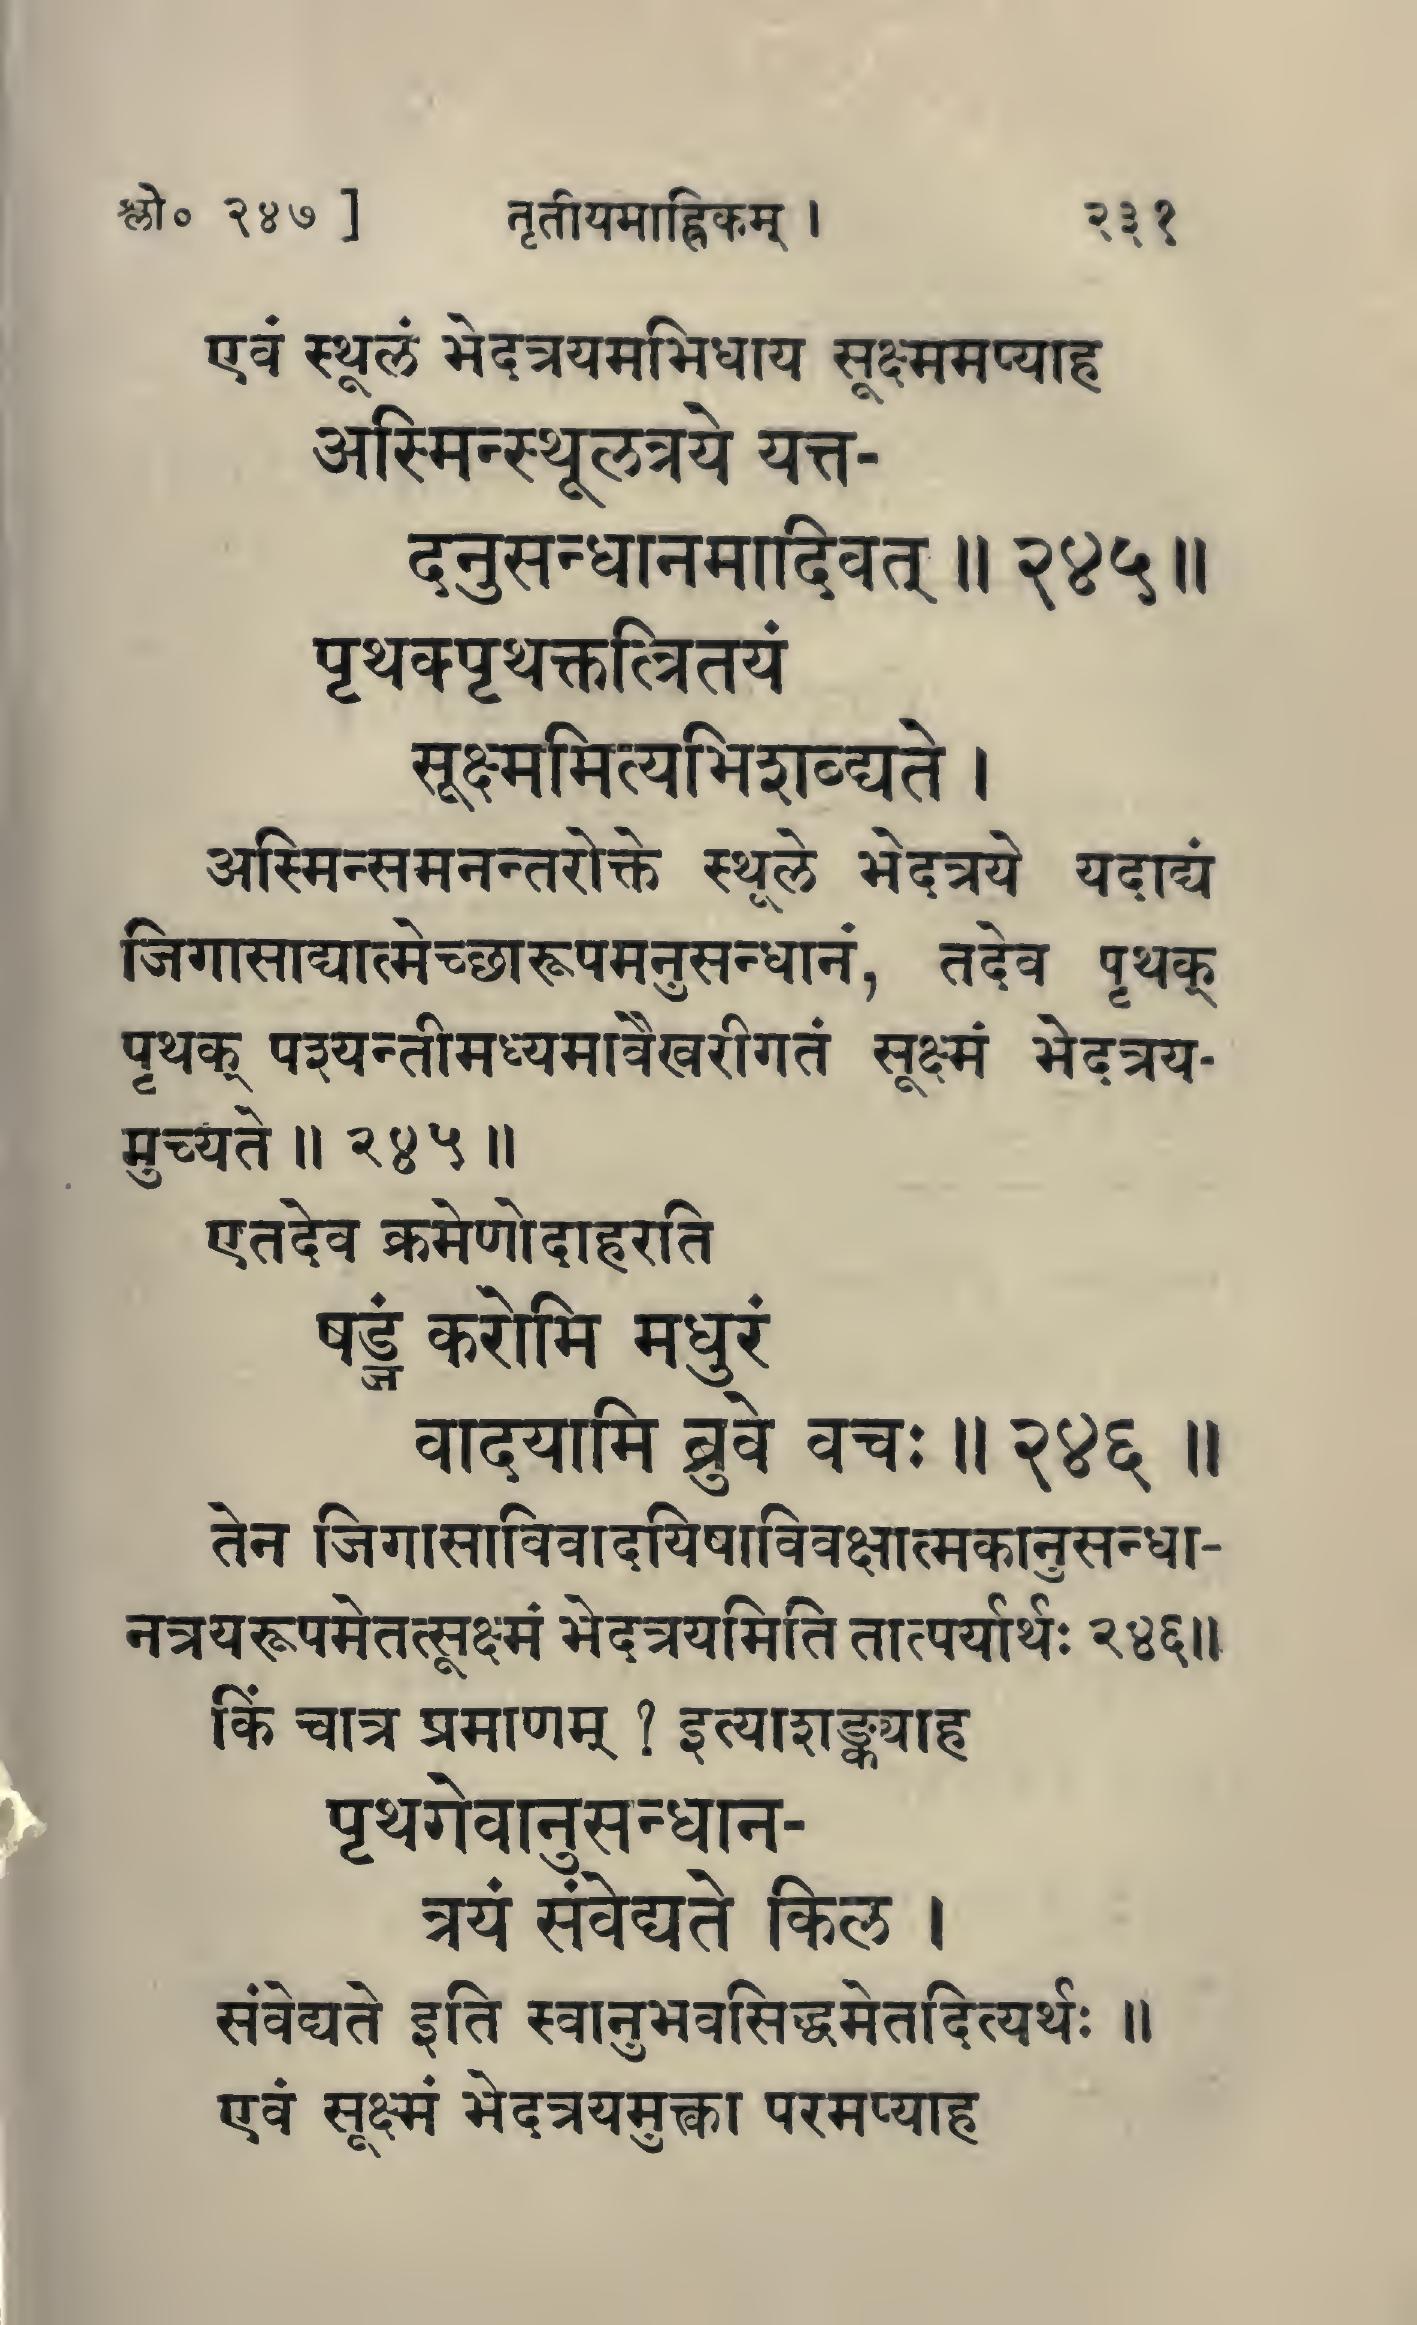 श्लो० २४७ ] तृतीयमाह्निकम् । २३१
एवं स्थूलं भेदत्रयमभिधाय सूक्ष्ममप्याह
अस्मिन्स्थूलत्रये यत्त-
दनुसन्धानमादिवत् ॥ २४५ ॥
पृथक्पृथक्तत्त्रितयं
सूक्ष्ममित्यभिशब्द्यते ।
अस्मिन्समनन्तरोक्ते स्थूले भेदत्रये यदाद्यं
जिगासाद्यात्मेच्छारूपमनुसन्धानं, तदेव पृथक्
पृथक् पश्यन्तीमध्यमावैखरीगतं सूक्ष्मं भेदत्रय-
मुच्यते ॥ २४५ ॥
एतदेव क्रमेणोदाहरति
षड्जं करोमि मधुरं
वादयामि ब्रुवे वचः ॥ २४६ ॥
तेन जिगासाविवादयिषाविवक्षात्मकानुसन्धा-
नत्रयरूपमेतत्सूक्ष्मं भेदत्रयमिति तात्पर्यार्थः २४६॥
किं चात्र प्रमाणम् ? इत्याशङ्क्याह
पृथगेवानुसन्धान-
त्रयं संवेद्यते किल ।
संवेद्यते इति स्वानुभवसिद्धमेतदित्यर्थः ॥
एवं सूक्ष्मं भेदत्रयमुक्त्वा परमप्याह